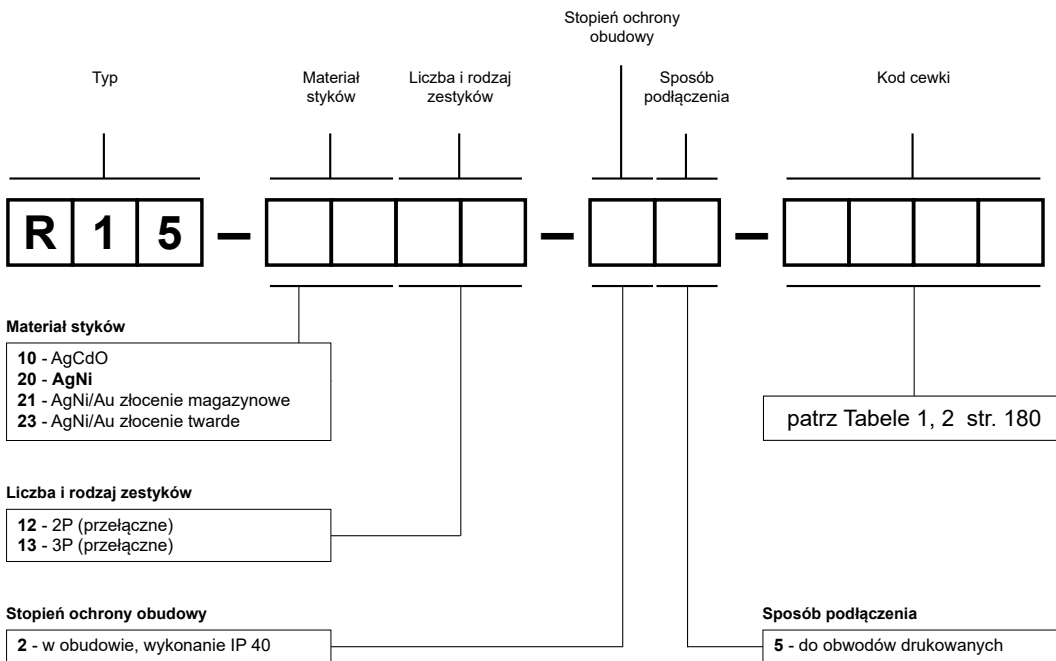 Stopień ochrony
obudowy
Typ
Materiał
styków
Liczba i rodzaj
zestyków
Sposób
podłączenia
Kod cewki
R 1 5 – – –
Materiał styków
10 - AgCdO
20 - AgNi
21 - AgNi/Au złocenie magazynowe
23 - AgNi/Au złocenie twarde
patrz Tabele 1, 2 str. 180
Liczba i rodzaj zestyków
12 - 2P (przełączne)
13 - 3P (przełączne)
Stopień ochrony obudowy
2 - w obudowie, wykonanie IP 40
Sposób podłączenia
5 - do obwodów drukowanych